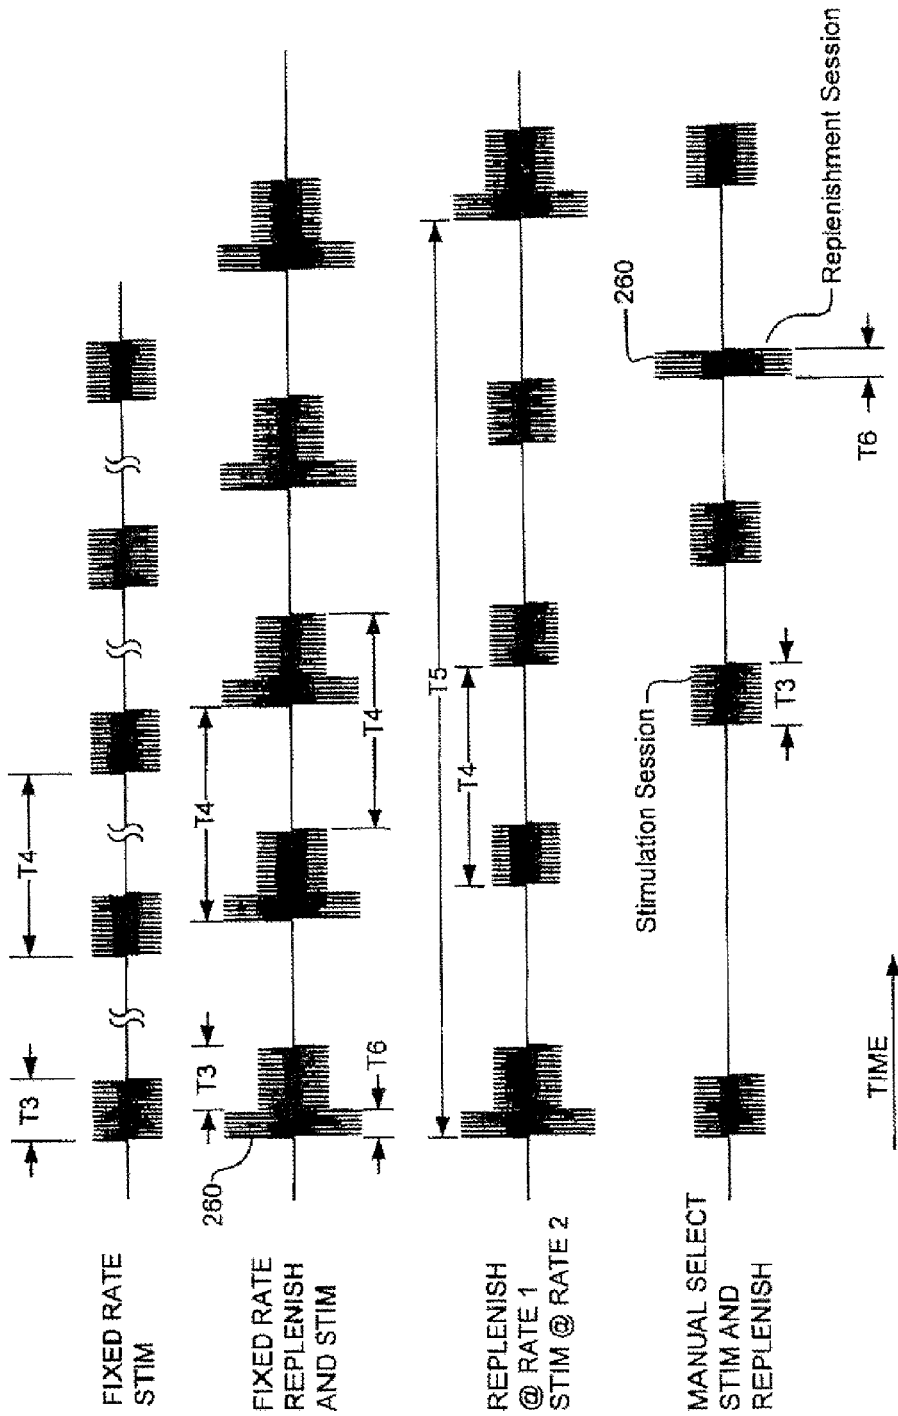 FIXED RATE
STIM
T3
T4
FIXED RATE
REPLENISH
AND STIM
260
T3
T6
T4
T4
REPLENISH
@ RATE 1
STIM @ RATE 2
T5
T4
MANUAL SELECT
STIM AND
REPLENISH
Stimulation Session
T3
260
Replenishment Session
T6
TIME